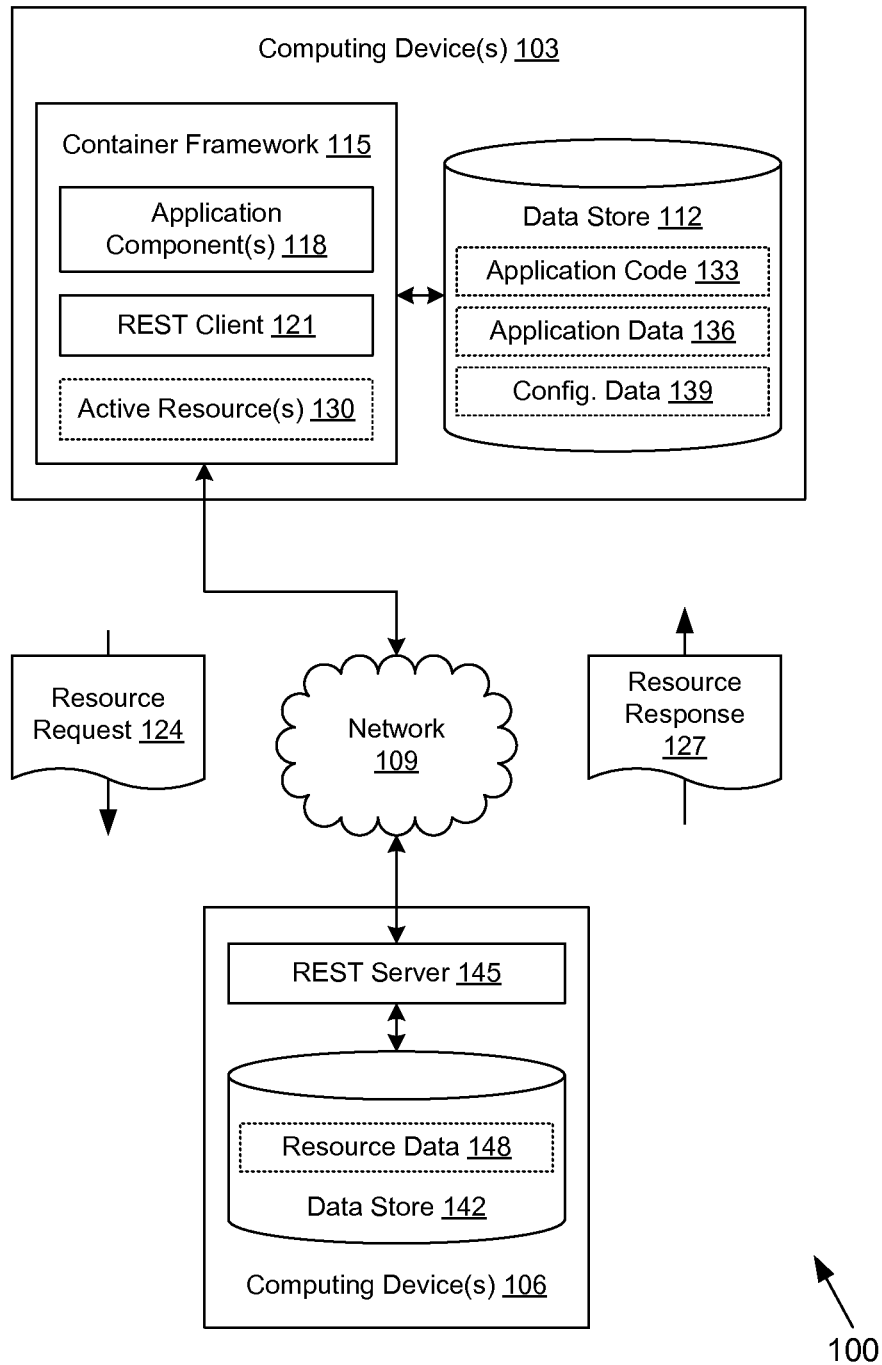 Computing Device(s) 103
Container Framework 115
Application
Component(s) 118
REST Client 121
Active Resource(s) 130
Data Store 112
Application Code 133
Application Data 136
Config. Data 139
Resource
Request 124
Network
109
Resource
Response
127
REST Server 145
Resource Data 148
Data Store 142
Computing Device(s) 106
100